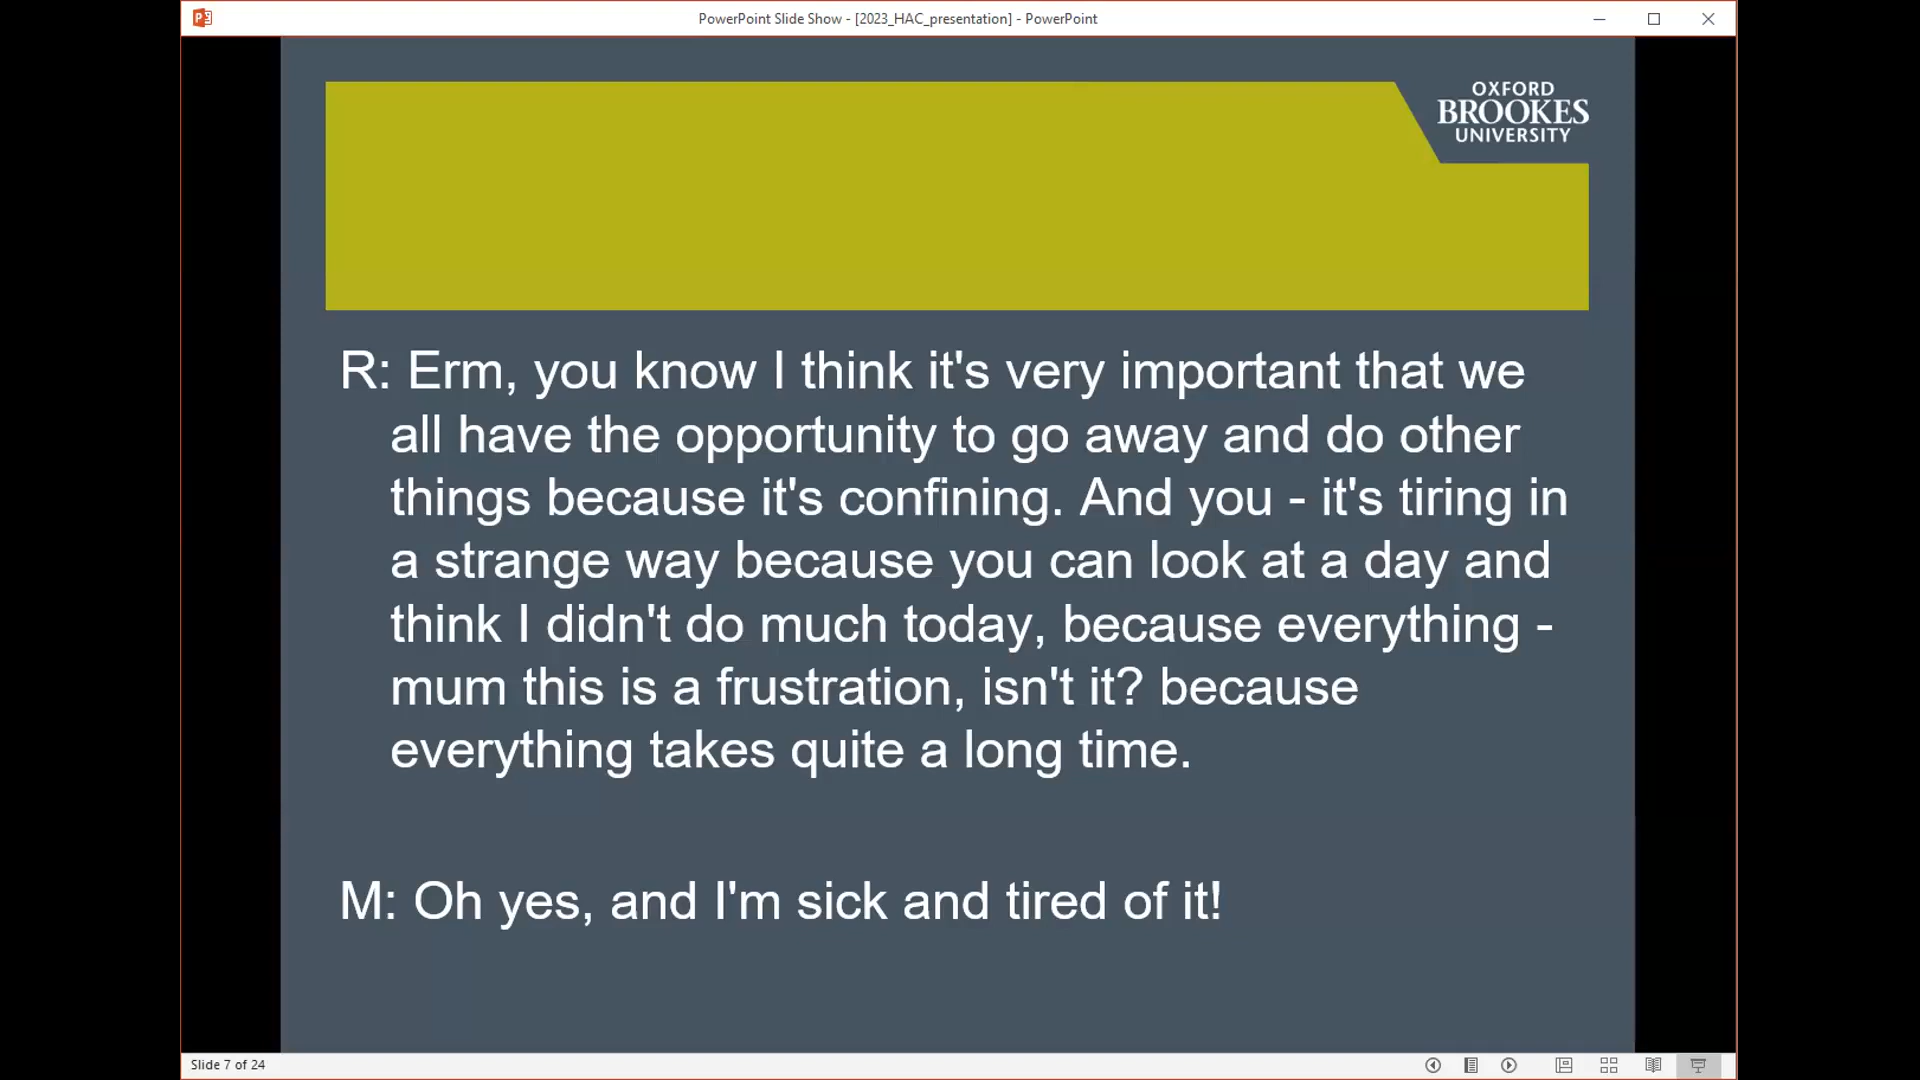 PowerPoint Slide Show - [2023_HAC_presentation] - PowerPoint
OXFORD
BROOKES
UNIVERSITY
R: Erm, you know I think it's very important that we
all have the opportunity to go away and do other
things because it's confining. And you - it's tiring in
a strange way because you can look at a day and
think I didn't do much today, because everything -
mum this is a frustration, isn't it? because
everything takes quite a long time.
M: Oh yes, and I'm sick and tired of it!
Slide 7 of 24